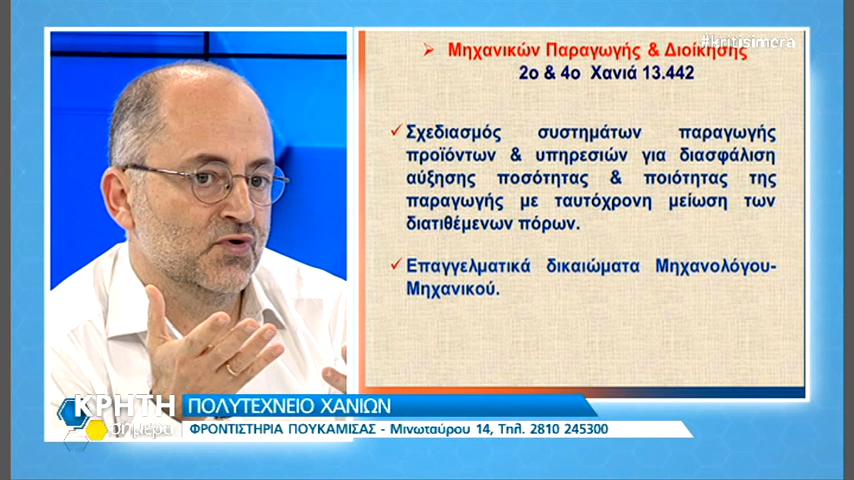 #kritisimera
Μηχανικών Παραγωγής & Διοίκησης
2ο & 4ο Χανιά 13.442
Σχεδιασμός συστημάτων παραγωγής
προϊόντων & υπηρεσιών για διασφάλιση
αύξησης ποσότητας & ποιότητας της
παραγωγής με ταυτόχρονη μείωση των
διατιθέμενων πόρων.
Επαγγελματικά δικαιώματα Μηχανολόγου-
Μηχανικού.
ΚΡΗΤΗ
σήμερα
ΠΟΛΥΤΕΧΝΕΙΟ ΧΑΝΙΩΝ
ΦΡΟΝΤΙΣΤΗΡΙΑ ΠΟΥΚΑΜΙΣΑΣ - Μινωταύρου 14, Τηλ. 2810 245300